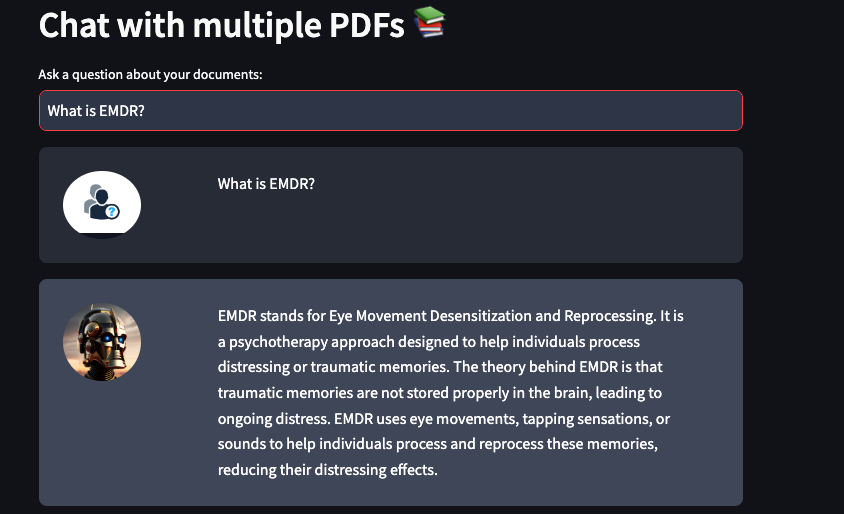 Chat with multiple PDFs 📚
Ask a question about your documents:
What is EMDR?
What is EMDR?
EMDR stands for Eye Movement Desensitization and Reprocessing. It is
a psychotherapy approach designed to help individuals process
distressing or traumatic memories. The theory behind EMDR is that
traumatic memories are not stored properly in the brain, leading to
ongoing distress. EMDR uses eye movements, tapping sensations, or
sounds to help individuals process and reprocess these memories,
reducing their distressing effects.